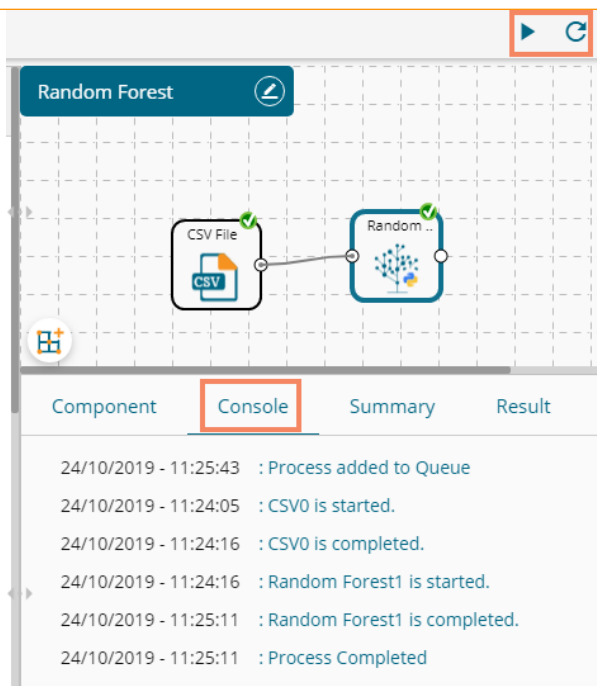 Random Forest
CSV File
Random ..
CSV
Component Console Summary Result
24/10/2019 - 11:25:43 : Process added to Queue
24/10/2019 - 11:24:05 : CSV0 is started.
24/10/2019 - 11:24:16 : CSV0 is completed.
24/10/2019 - 11:24:16 : Random Forest1 is started.
24/10/2019 - 11:25:11 : Random Forest1 is completed.
24/10/2019 - 11:25:11 : Process Completed